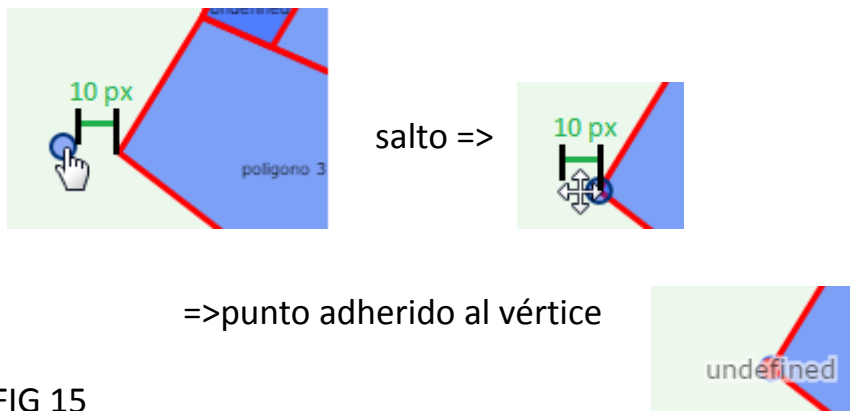 undefined
10 px
poligono 3
salto =>
10 px
=>punto adherido al vértice
undefined
FIG 15